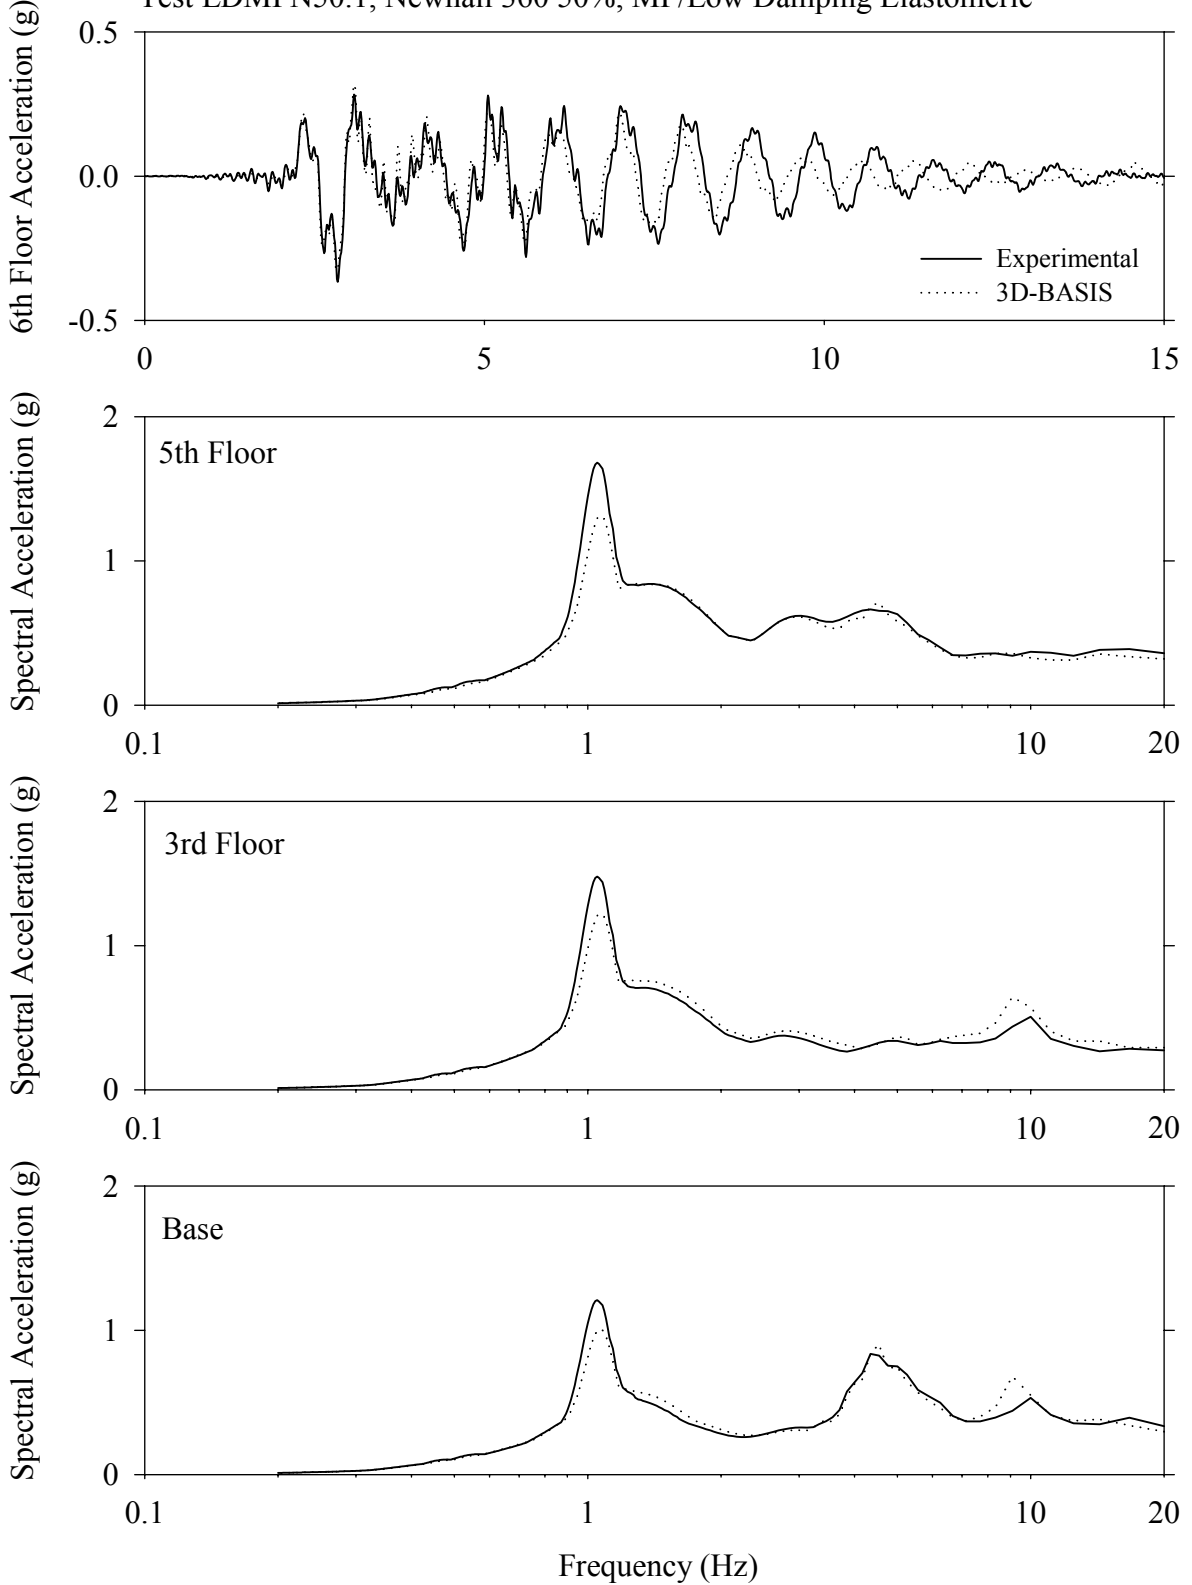 Test LDMFN50.1, Newhall 360 50%, MF/Low Damping Elastomeric
6th Floor Acceleration (g)
0.5
0.0
-0.5
Experimental
3D-BASIS
0
5
10
15
Spectral Acceleration (g)
2
1
0
5th Floor
0.1
1
10
20
Spectral Acceleration (g)
2
1
0
3rd Floor
0.1
1
10
20
Spectral Acceleration (g)
2
1
0
Base
0.1
1
10
20
Frequency (Hz)